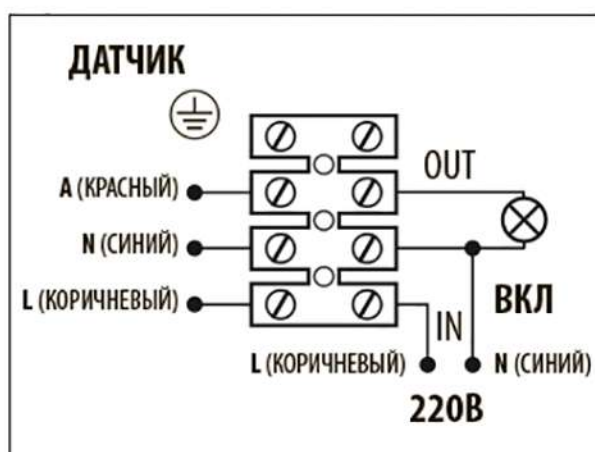 ДАТЧИК
OUT
А (КРАСНЫЙ)
N (СИНИЙ)
L (КОРИЧНЕВЫЙ)
ВКЛ
IN
L (КОРИЧНЕВЫЙ)
N (СИНИЙ)
220В